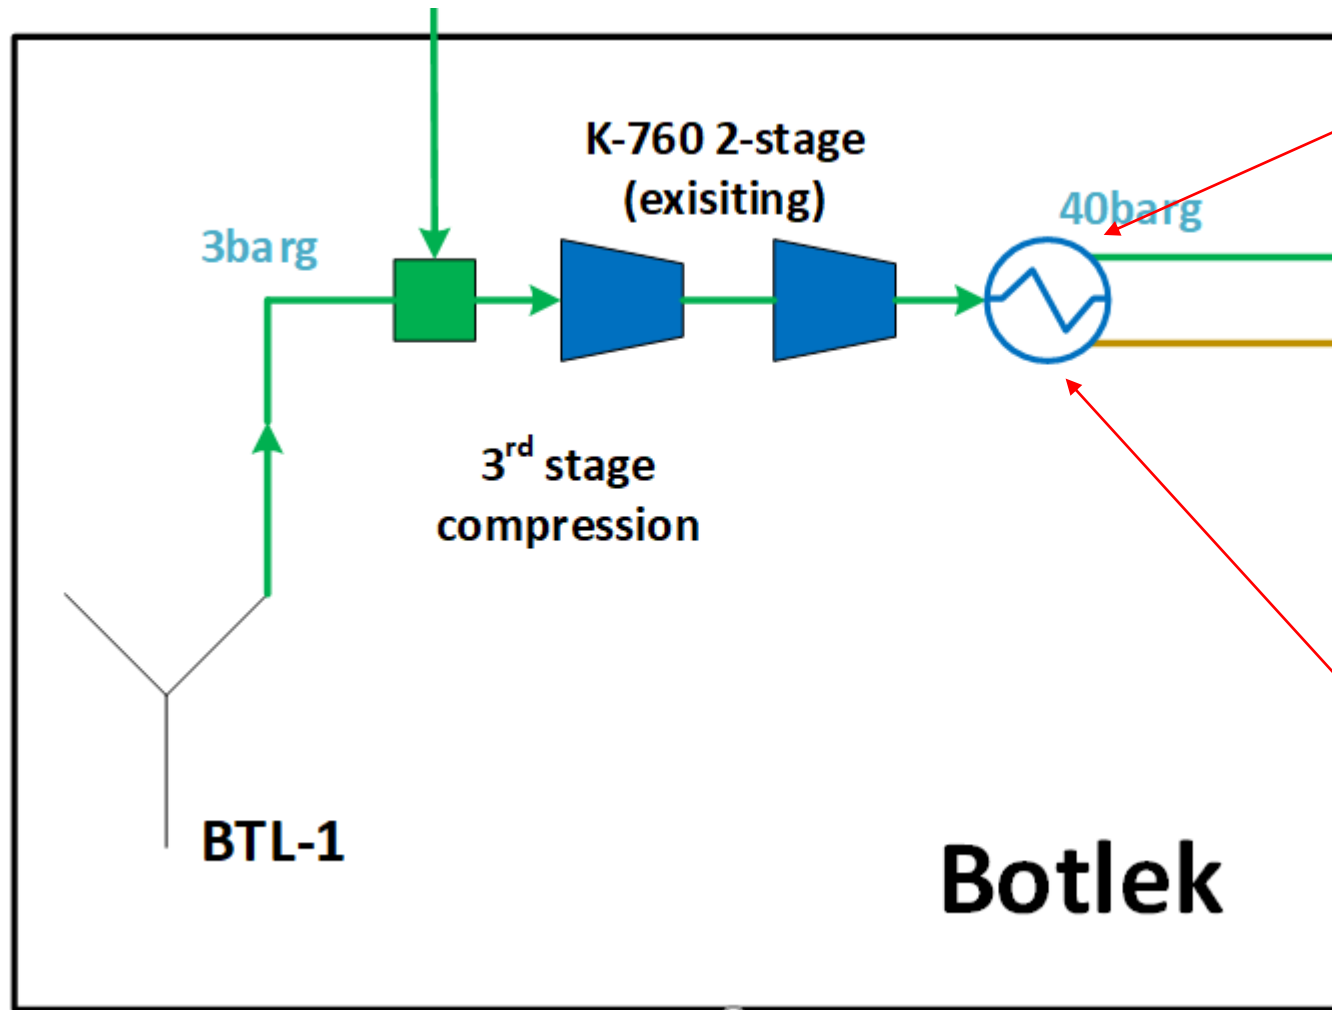 K-760 2-stage
(exisiting)
3barg
40barg
3rd stage
compression
BTL-1
Botlek